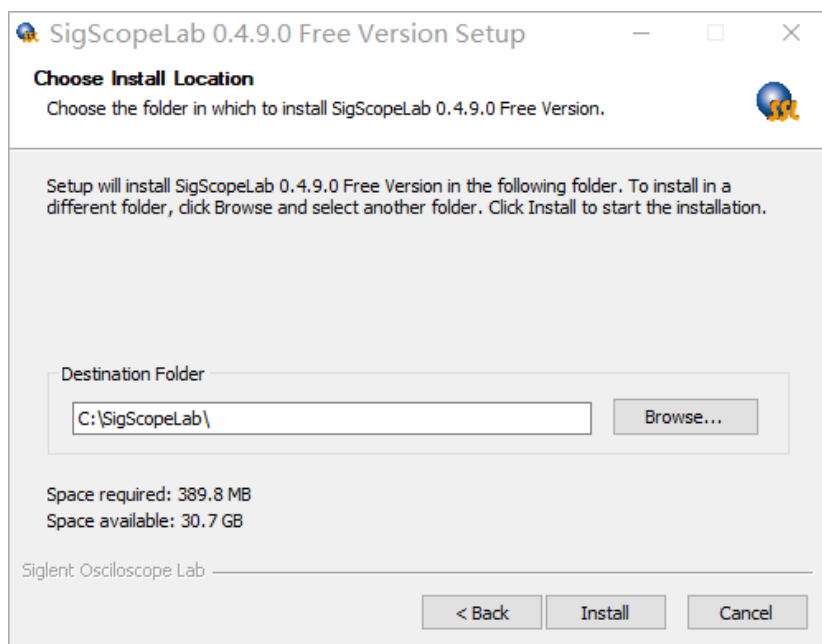 SigScopeLab 0.4.9.0 Free Version Setup
Choose Install Location
Choose the folder in which to install SigScopeLab 0.4.9.0 Free Version.
SSL
Setup will install SigScopeLab 0.4.9.0 Free Version in the following folder. To install in a
different folder, click Browse and select another folder. Click Install to start the installation.
Destination Folder
C:\SigScopeLab\
Browse...
Space required: 389.8 MB
Space available: 30.7 GB
Siglent Osciloscope Lab
< Back
Install
Cancel